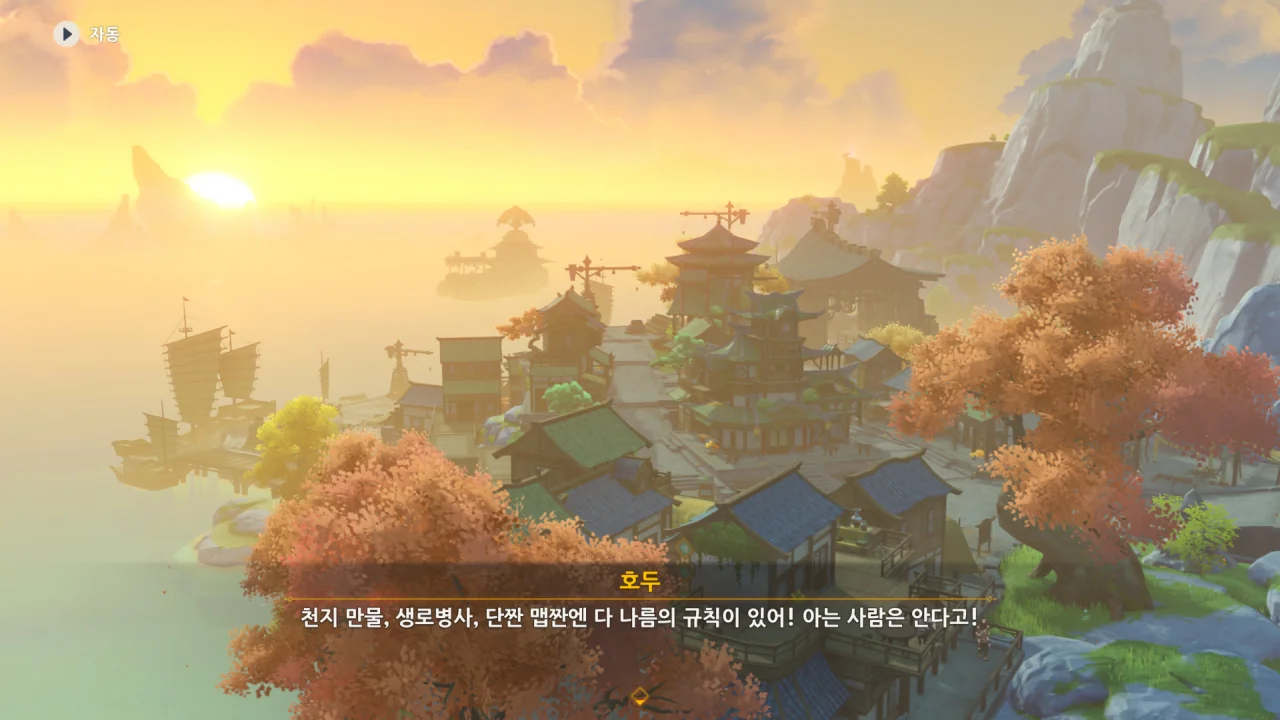 자동
호두
천지 만물, 생로병사, 단짠 맵짠엔 다 나름의 규칙이 있어! 아는 사람은 안다고!